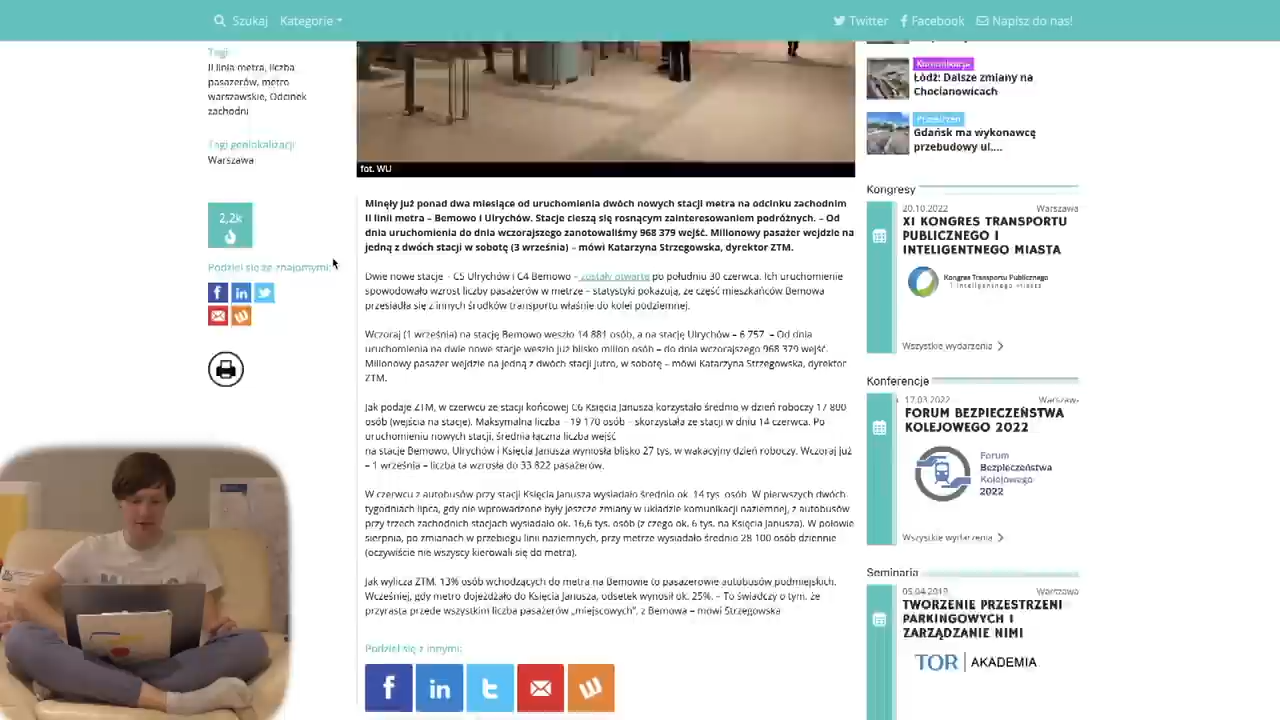 Szukaj
Kategorie
Twitter
Facebook
Napisz do nas!
Tagi
II linia metra, liczba
pasażerów, metro
warszawskie, Odcinek
zachodni
Tagi geolokalizacji
Warszawa
2,2k
Podziel się ze znajomymi:
fot. WU
Minęły już ponad dwa miesiące od uruchomienia dwóch nowych stacji metra na odcinku zachodnim
II linii metra – Bemowo i Ulrychów. Stacje cieszą się rosnącym zainteresowaniem podróżnych. – Od
dnia uruchomienia do dnia wczorajszego zanotowaliśmy 968 379 wejść. Milionowy pasażer wejdzie na
jedną z dwóch stacji w sobotę (3 września) – mówi Katarzyna Strzegowska, dyrektor ZTM.
Dwie nowe stacje – C5 Ulrychów i C4 Bemowo – zostały otwarte po południu 30 czerwca. Ich uruchomienie
spowodowało wzrost liczby pasażerów w metrze – statystyki pokazują, że część mieszkańców Bemowa
przesiadła się z innych środków transportu właśnie do kolei podziemnej.
Wczoraj (1 września) na stację Bemowo weszło 14 881 osób, a na stację Ulrychów – 6 757. – Od dnia
uruchomienia na dwie nowe stacje weszło już blisko milion osób – do dnia wczorajszego 968 379 wejść.
Milionowy pasażer wejdzie na jedną z dwóch stacji jutro, w sobotę – mówi Katarzyna Strzegowska, dyrektor
ZTM.
Jak podaje ZTM, w czerwcu ze stacji końcowej C6 Księcia Janusza korzystało średnio w dzień roboczy 17 800
osób (wejścia na stację). Maksymalna liczba – 19 170 osób – skorzystała ze stacji w dniu 14 czerwca. Po
uruchomieniu nowych stacji, średnia łączna liczba wejść
na stację Bemowo, Ulrychów i Księcia Janusza wyniosła blisko 27 tys. w wakacyjny dzień roboczy. Wczoraj już
– 1 września – liczba ta wzrosła do 33 822 pasażerów.
W czerwcu z autobusów przy stacji Księcia Janusza wysiadało średnio ok. 14 tys. osób. W pierwszych dwóch
tygodniach lipca, gdy nie wprowadzone były jeszcze zmiany w układzie komunikacji naziemnej, z autobusów
przy trzech zachodnich stacjach wysiadało ok. 16,6 tys. osób (z czego ok. 6 tys. na Księcia Janusza). W połowie
sierpnia, po zmianach w przebiegu linii naziemnych, przy metrze wysiadało średnio 28 100 osób dziennie
(oczywiście nie wszyscy kierowali się do metra).
Jak wylicza ZTM, 13% osób wchodzących do metra na Bemowie to pasażerowie autobusów podmiejskich.
Wcześniej, gdy metro dojeżdżało do Księcia Janusza, odsetek wynosił ok. 25%. – To świadczy o tym, że
przyrasta przede wszystkim liczba pasażerów „miejscowych”, z Bemowa – mówi Strzegowska
Podziel się z innymi:
Komunikacja
Łódź: Dalsze zmiany na
Chocianowicach
Przestrzeń
Gdańsk ma wykonawcę
przebudowy ul....
Kongresy
20.10.2022 Warszawa
XI KONGRES TRANSPORTU
PUBLICZNEGO I
INTELIGENTNEGO MIASTA
Kongres Transportu Publicznego
i Inteligentnego Miasta
Wszystkie wydarzenia
Konferencje
17.03.2022 Warszaw
FORUM BEZPIECZEŃSTWA
KOLEJOWEGO 2022
Forum
Bezpieczeństwa
Kolejowego
2022
Wszystkie wydarzenia
Seminaria
05.04.2019 Warszawa
TWORZENIE PRZESTRZENI
PARKINGOWYCH I
ZARZĄDZANIE NIMI
TOR AKADEMIA